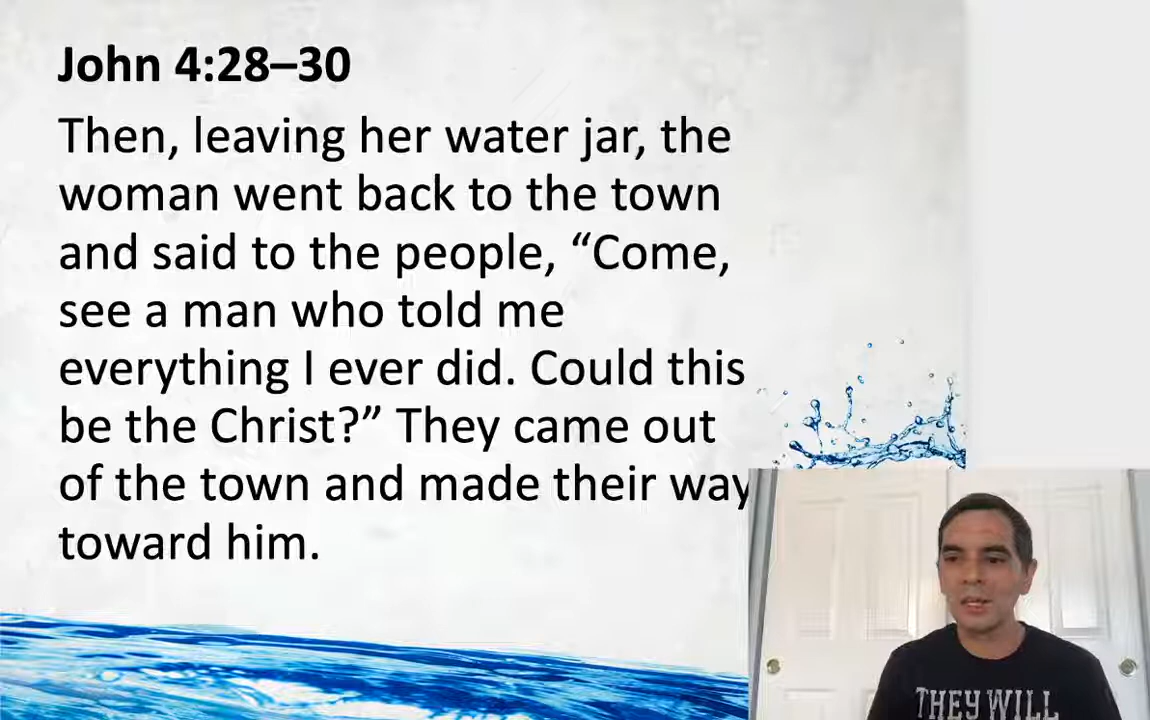 John 4:28–30
Then, leaving her water jar, the
woman went back to the town
and said to the people, “Come,
see a man who told me
everything I ever did. Could this
be the Christ?” They came out
of the town and made their way
toward him.
THEY WILL